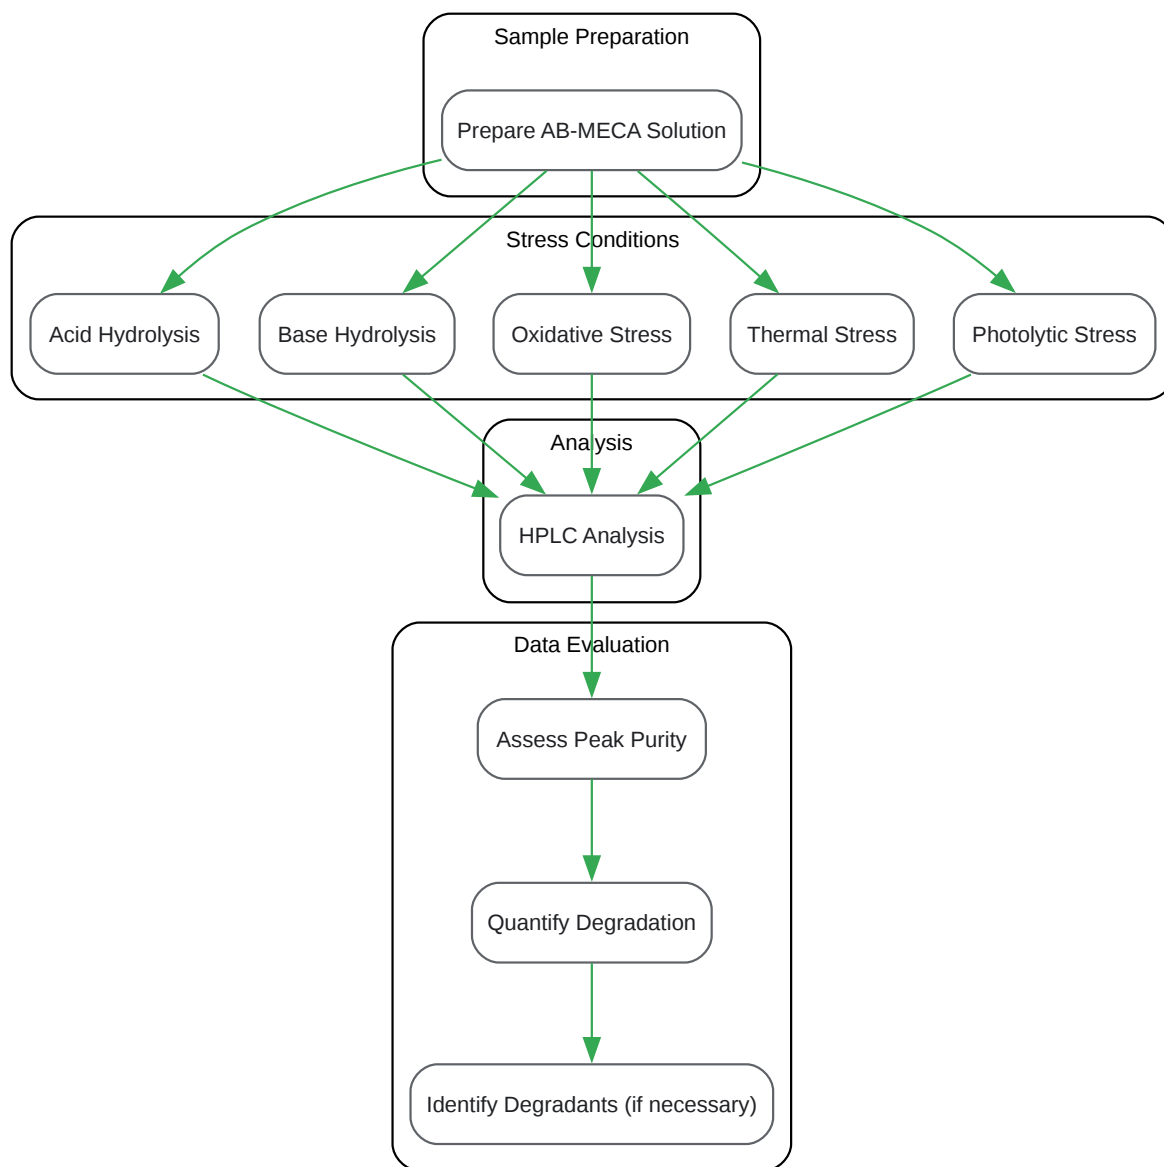 Sample Preparation
Prepare AB-MECA Solution
Stress Conditions
Acid Hydrolysis
Base Hydrolysis
Oxidative Stress
Thermal Stress
Photolytic Stress
Analysis
HPLC Analysis
Data Evaluation
Assess Peak Purity
Quantify Degradation
Identify Degradants (if necessary)